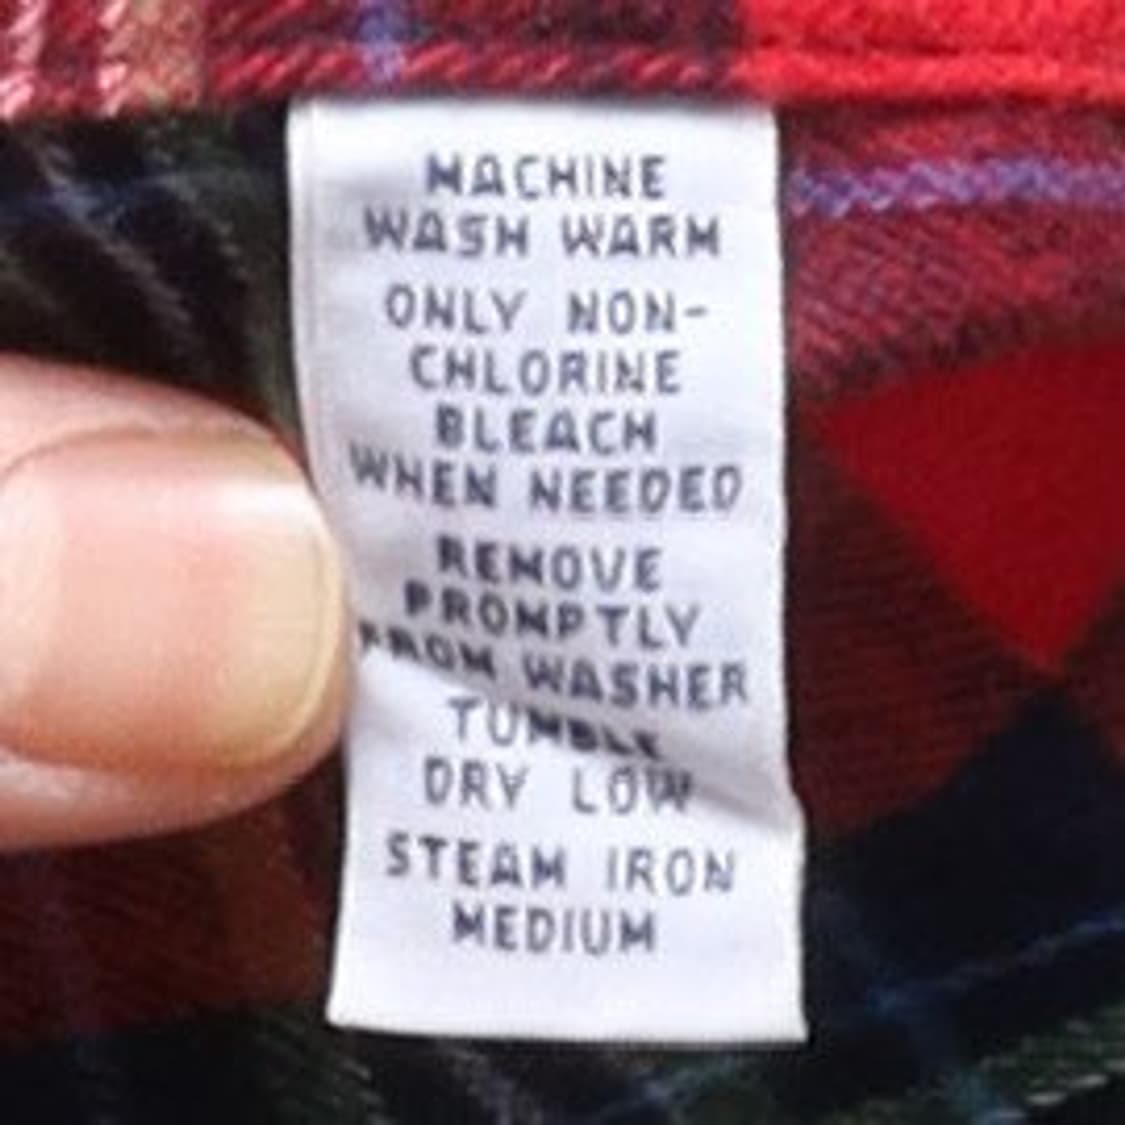 MACHINE
WASH WARM
ONLY NON-
CHLORINE
BLEACH
WHEN NEEDED
REMOVE
PROMPTLY
FROM WASHER
TUMBLE
DRY LOW
STEAM IRON
MEDIUM